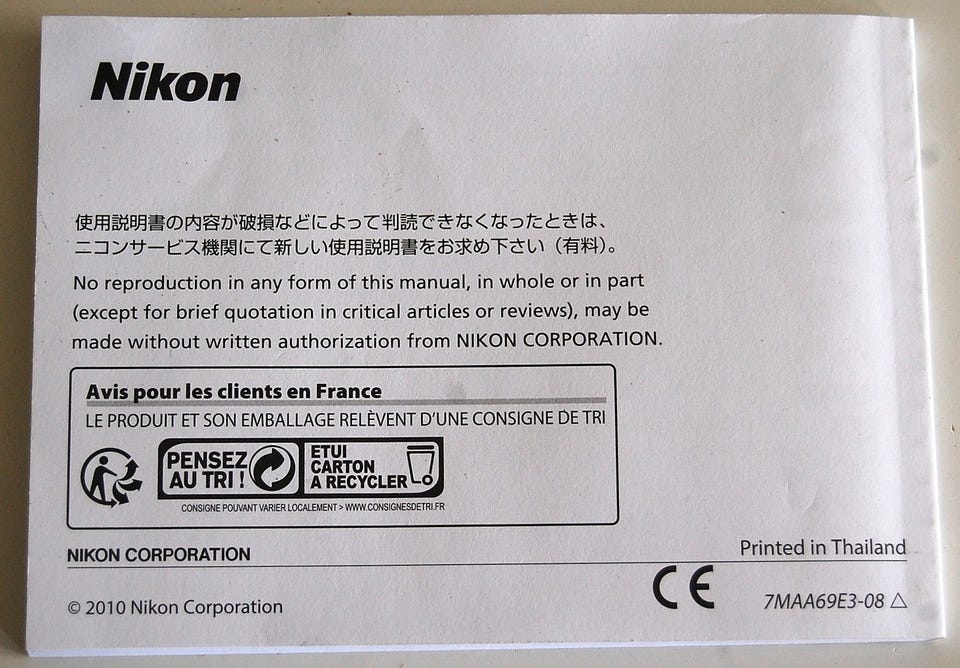 Nikon
使用説明書の内容が破損などによって判読できなくなったときは、
ニコンサービス機関にて新しい使用説明書をお求め下さい（有料）。
No reproduction in any form of this manual, in whole or in part
(except for brief quotation in critical articles or reviews), may be
made without written authorization from NIKON CORPORATION.
Avis pour les clients en France
LE PRODUIT ET SON EMBALLAGE RELÈVENT D'UNE CONSIGNE DE TRI
PENSEZ
AU TRI !
ETUI
CARTON
A RECYCLER
CONSIGNE POUVANT VARIER LOCALEMENT > WWW.CONSIGNESDETRI.FR
NIKON CORPORATION
Printed in Thailand
© 2010 Nikon Corporation
CE
7MAA69E3-08 △